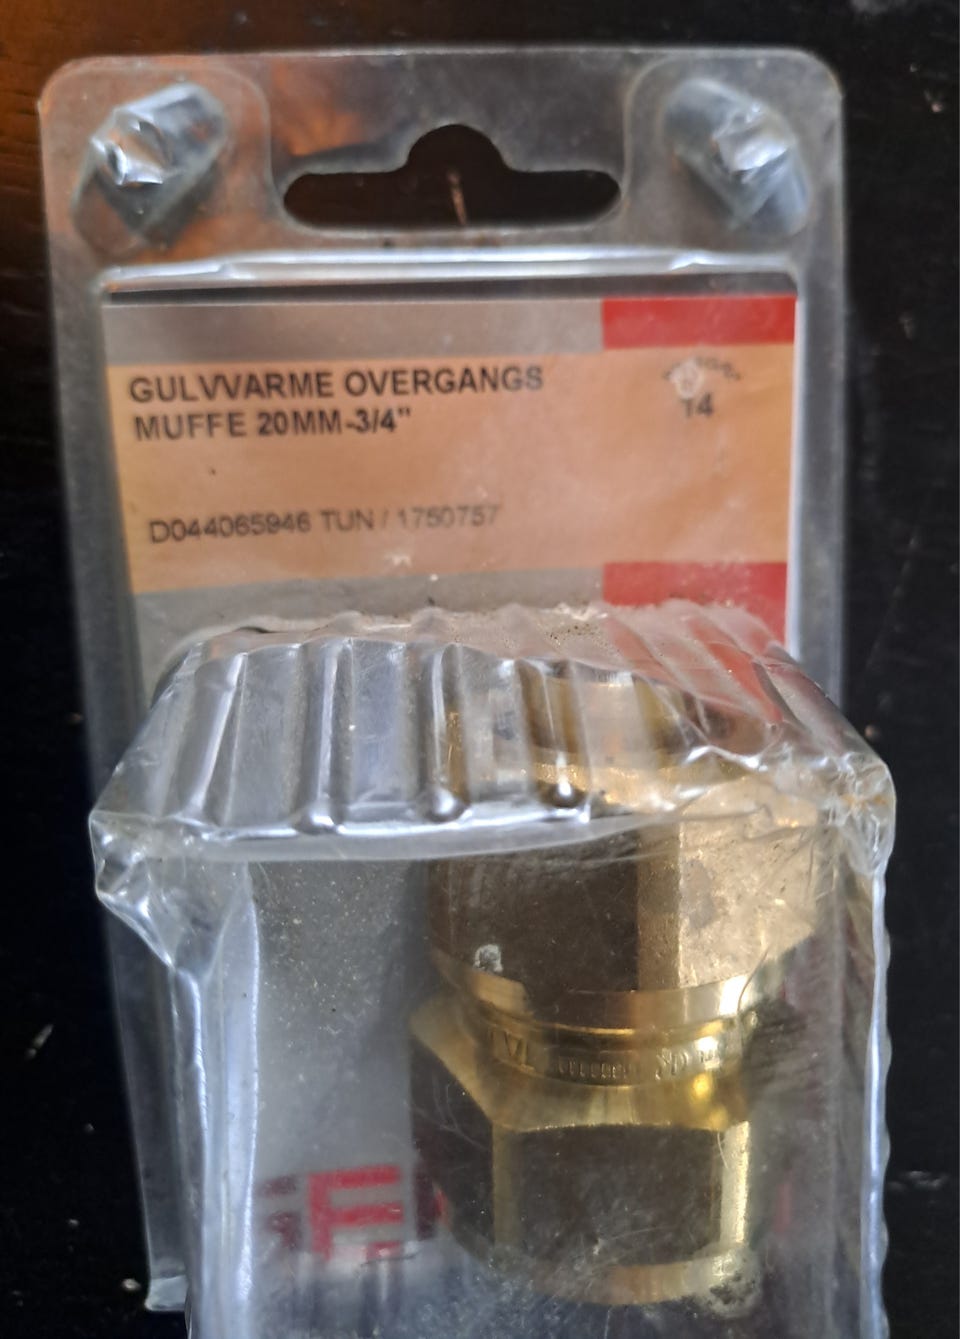 GULVVARME OVERGANGS
MUFFE 20MM-3/4"
14
D044065946 TUN / 1750757